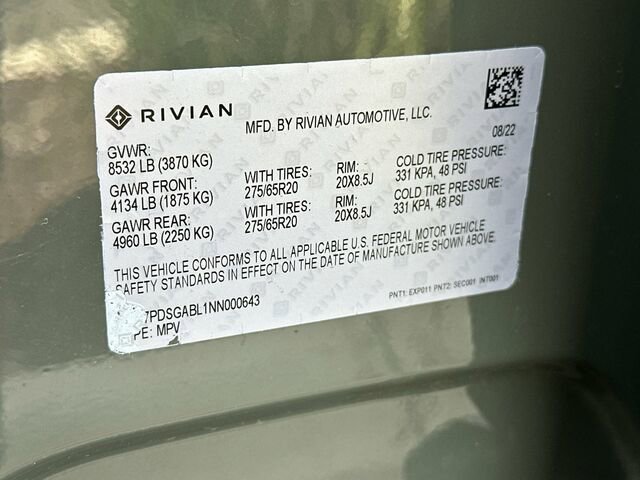 RIVIAN
MFD. BY RIVIAN AUTOMOTIVE, LLC.
08/22
GVWR:
8532 LB (3870 KG)
GAWR FRONT: WITH TIRES: RIM: COLD TIRE PRESSURE:
4134 LB (1875 KG) 275/65R20 20X8.5J 331 KPA, 48 PSI
GAWR REAR: WITH TIRES: RIM: COLD TIRE PRESSURE:
4960 LB (2250 KG) 275/65R20 20X8.5J 331 KPA, 48 PSI
THIS VEHICLE CONFORMS TO ALL APPLICABLE U.S. FEDERAL MOTOR VEHICLE
SAFETY STANDARDS IN EFFECT ON THE DATE OF MANUFACTURE SHOWN ABOVE.
PNT1: EXP011 PNT2: SEC001 INT001
7PDSGABL1NN000643
PE: MPV